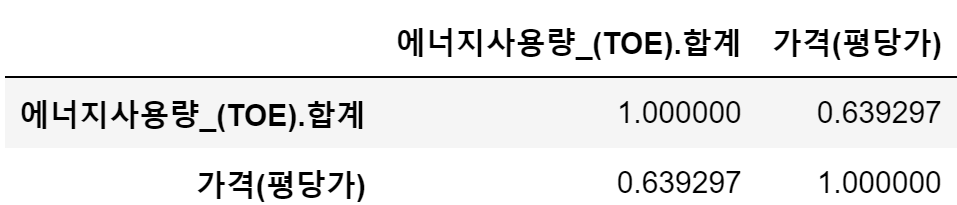 에너지사용량_(TOE).합계 가격(평당가)
에너지사용량_(TOE).합계 1.000000 0.639297
가격(평당가) 0.639297 1.000000